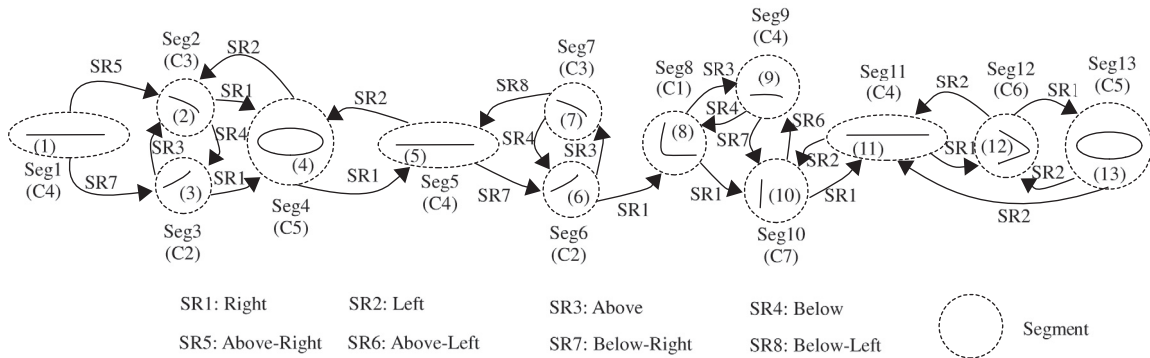 Seg1
(C4)
(1)
SR5
SR7
Seg2
(C3)
(2)
SR2
SR1
SR4
SR3
(3)
SR1
Seg3
(C2)
(4)
Seg4
(C5)
SR1
SR2
(5)
Seg5
(C4)
SR8
SR7
Seg7
(C3)
(7)
SR4
SR3
(6)
Seg6
(C2)
SR1
Seg8
(C1)
(8)
SR3
SR4
SR1
Seg9
(C4)
(9)
SR7
SR6
(10)
Seg10
(C7)
SR2
SR1
Seg11
(C4)
(11)
SR2
SR1
Seg12
(C6)
(12)
SR1
SR2
SR2
Seg13
(C5)
(13)
SR1: Right
SR2: Left
SR3: Above
SR4: Below
SR5: Above-Right
SR6: Above-Left
SR7: Below-Right
SR8: Below-Left
Segment